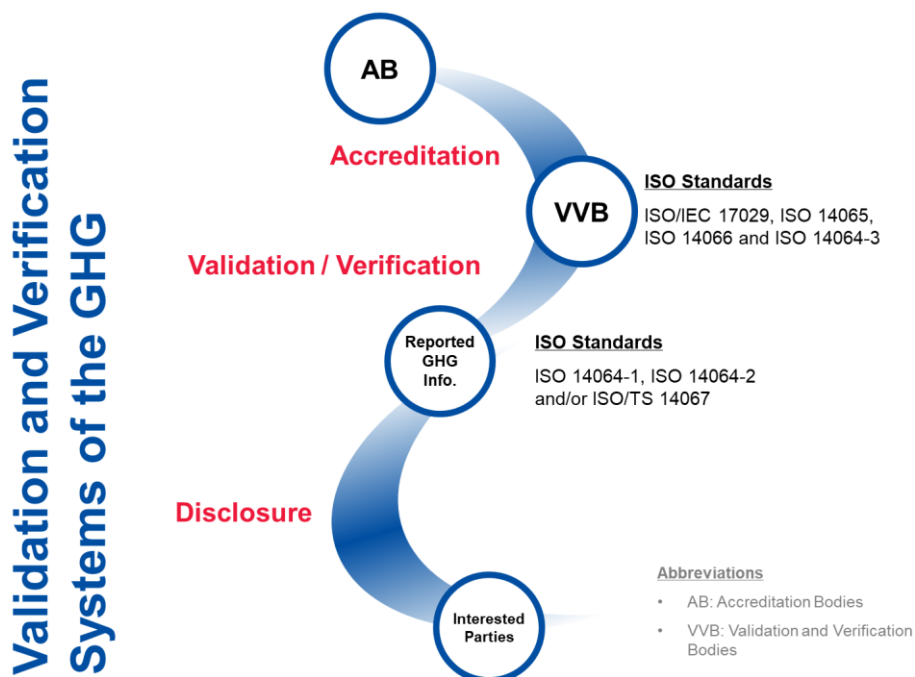 Validation and Verification
Systems of the GHG
AB
Accreditation
VVB
ISO Standards
ISO/IEC 17029, ISO 14065,
ISO 14066 and ISO 14064-3
Validation / Verification
Reported
GHG
Info.
ISO Standards
ISO 14064-1, ISO 14064-2
and/or ISO/TS 14067
Disclosure
Interested
Parties
Abbreviations
• AB: Accreditation Bodies
• VVB: Validation and Verification
Bodies